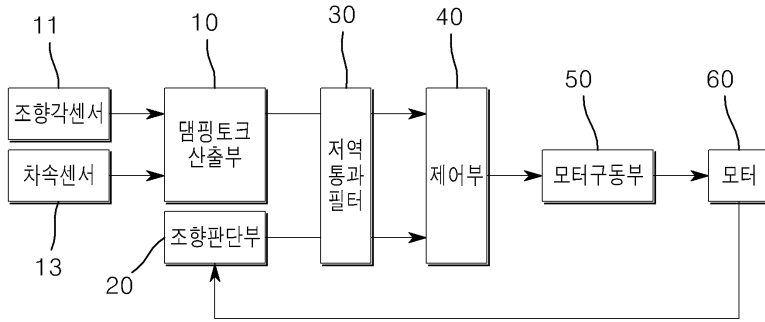 11
10
30
40
50
60
조향각센서
댐핑토크
산출부
저역
통과
필터
제어부
모터구동부
모터
차속센서
조향판단부
13
20